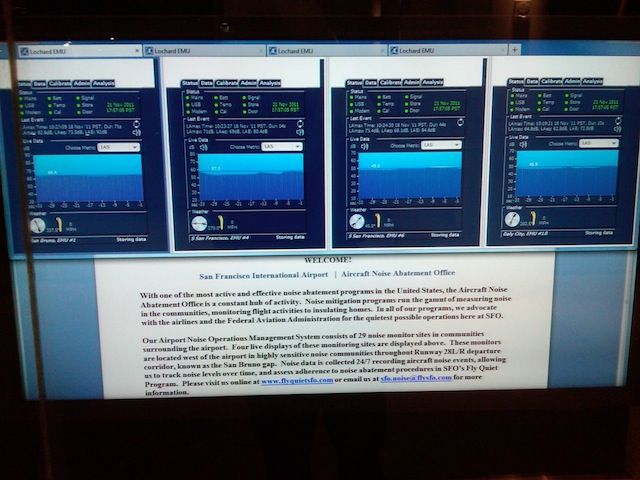 Lochard EMU
Lochard EMU
Lochard EMU
Lochard EMU
Status Data Calibrate Admin Analysis
Status
Mains Batt Signal
USB Temp Store
Modem Cal Door
21 Nov 2011
17:57:05 PST
Last Event
Live Data
Choose Metric: LAS
Weather
San Bruno, EMU #1 Storing data
Status Data Calibrate Admin Analysis
Status
Mains Batt Signal
USB Temp Store
Modem Cal Door
21 Nov 2011
17:57:05 PST
Last Event
Live Data
Choose Metric: LAS
Weather
S San Francisco, EMU #4 Storing data
Status Data Calibrate Admin Analysis
Status
Mains Batt Signal
USB Temp Store
Modem Cal Door
21 Nov 2011
17:57:05 PST
Last Event
Live Data
Choose Metric: LAS
Weather
S San Francisco, EMU #6 Storing data
Status Data Calibrate Admin Analysis
Status
Mains Batt Signal
USB Temp Store
Modem Cal Door
21 Nov 2011
17:57:05 PST
Last Event
Live Data
Choose Metric: LAS
Weather
Daly City, EMU #18 Storing data
WELCOME!
San Francisco International Airport | Aircraft Noise Abatement Office
With one of the most active and effective noise abatement programs in the United States, the Aircraft
Noise Abatement Office is a constant hub of activity. Noise mitigation programs run the gamut of measuring noise
in the communities, monitoring flight activities to insulating homes. In all of our programs, we advocate
with the airlines and the Federal Aviation Administration for the quietest possible operations here at SFO.
Our Airport Noise Operations Management System consists of 29 noise monitor sites in communities
surrounding the airport. Four live displays of these monitoring sites are displayed above. These monitors
are located west of the airport in highly sensitive noise communities throughout Runway 28L/R departure
corridor, known as the San Bruno gap. Noise data is collected 24/7 recording aircraft noise events, allowing
us to track noise levels over time, and assess adherence to noise abatement procedures in SFO's Fly Quiet
Program. Please visit us online at www.flyquietsfo.com or email us at sfo.noise@flysfo.com for more
information.